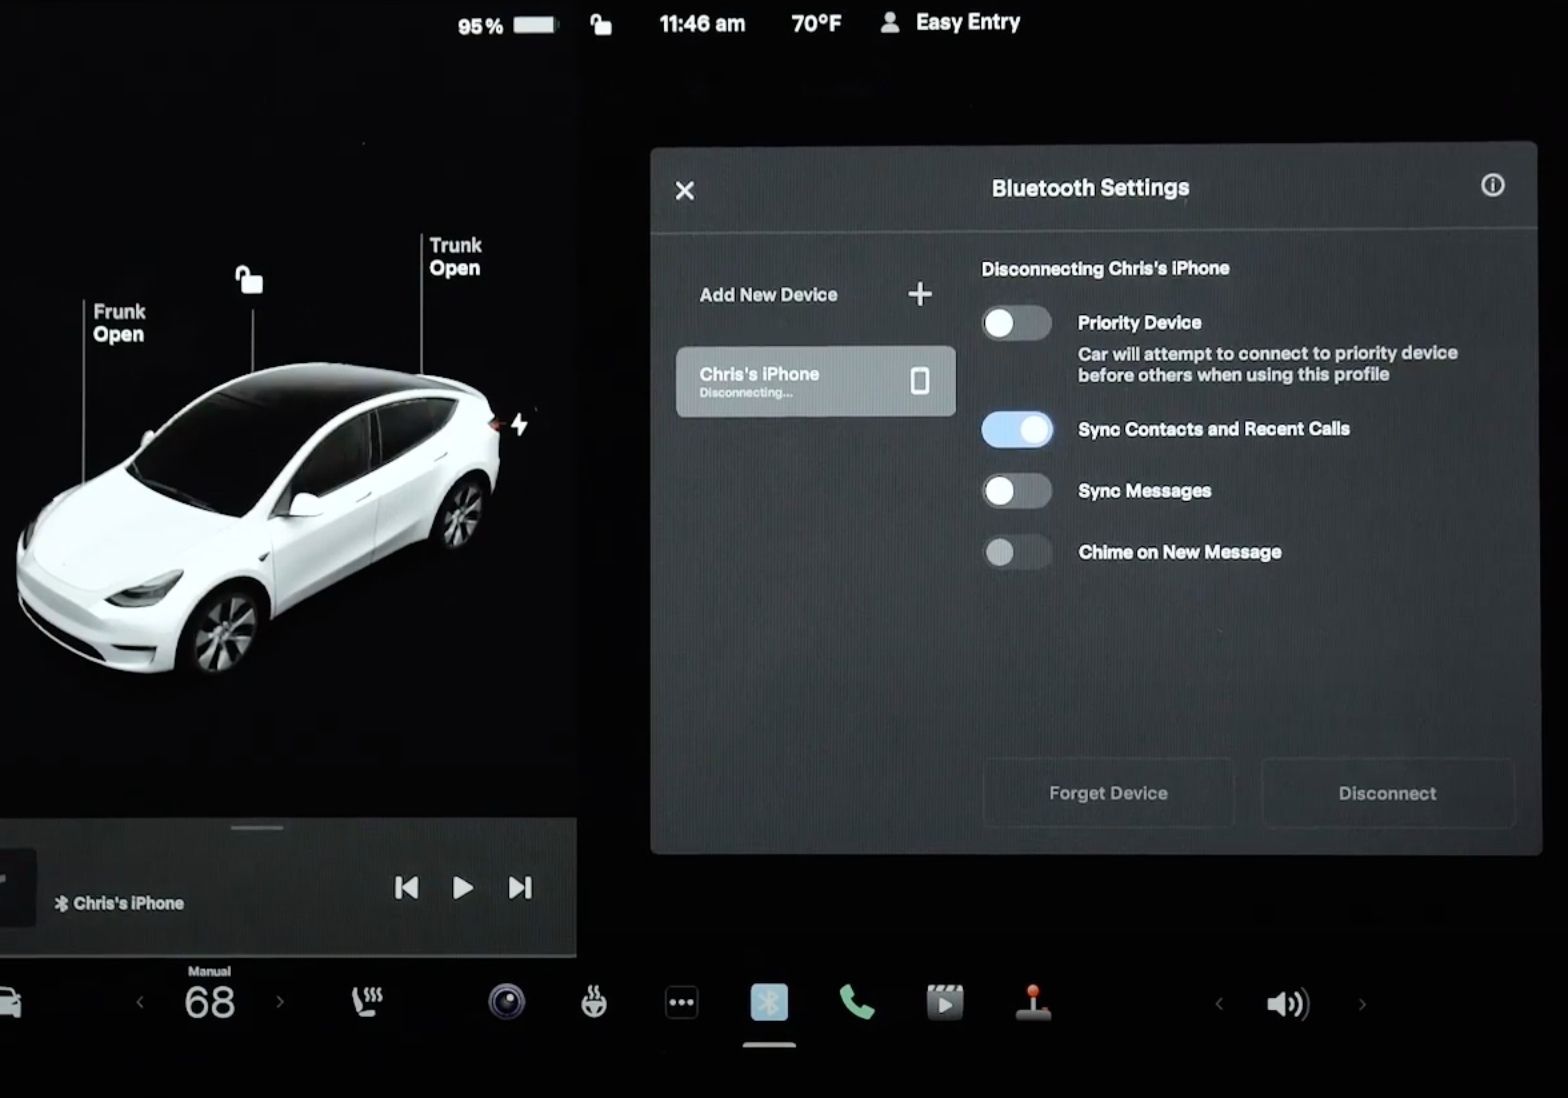 95%
11:46 am
70°F
Easy Entry
Bluetooth Settings
Trunk
Open
Frunk
Open
Add New Device
Chris's iPhone
Disconnecting...
Disconnecting Chris's iPhone
Priority Device
Car will attempt to connect to priority device
before others when using this profile
Sync Contacts and Recent Calls
Sync Messages
Chime on New Message
Forget Device
Disconnect
Chris's iPhone
Manual
68